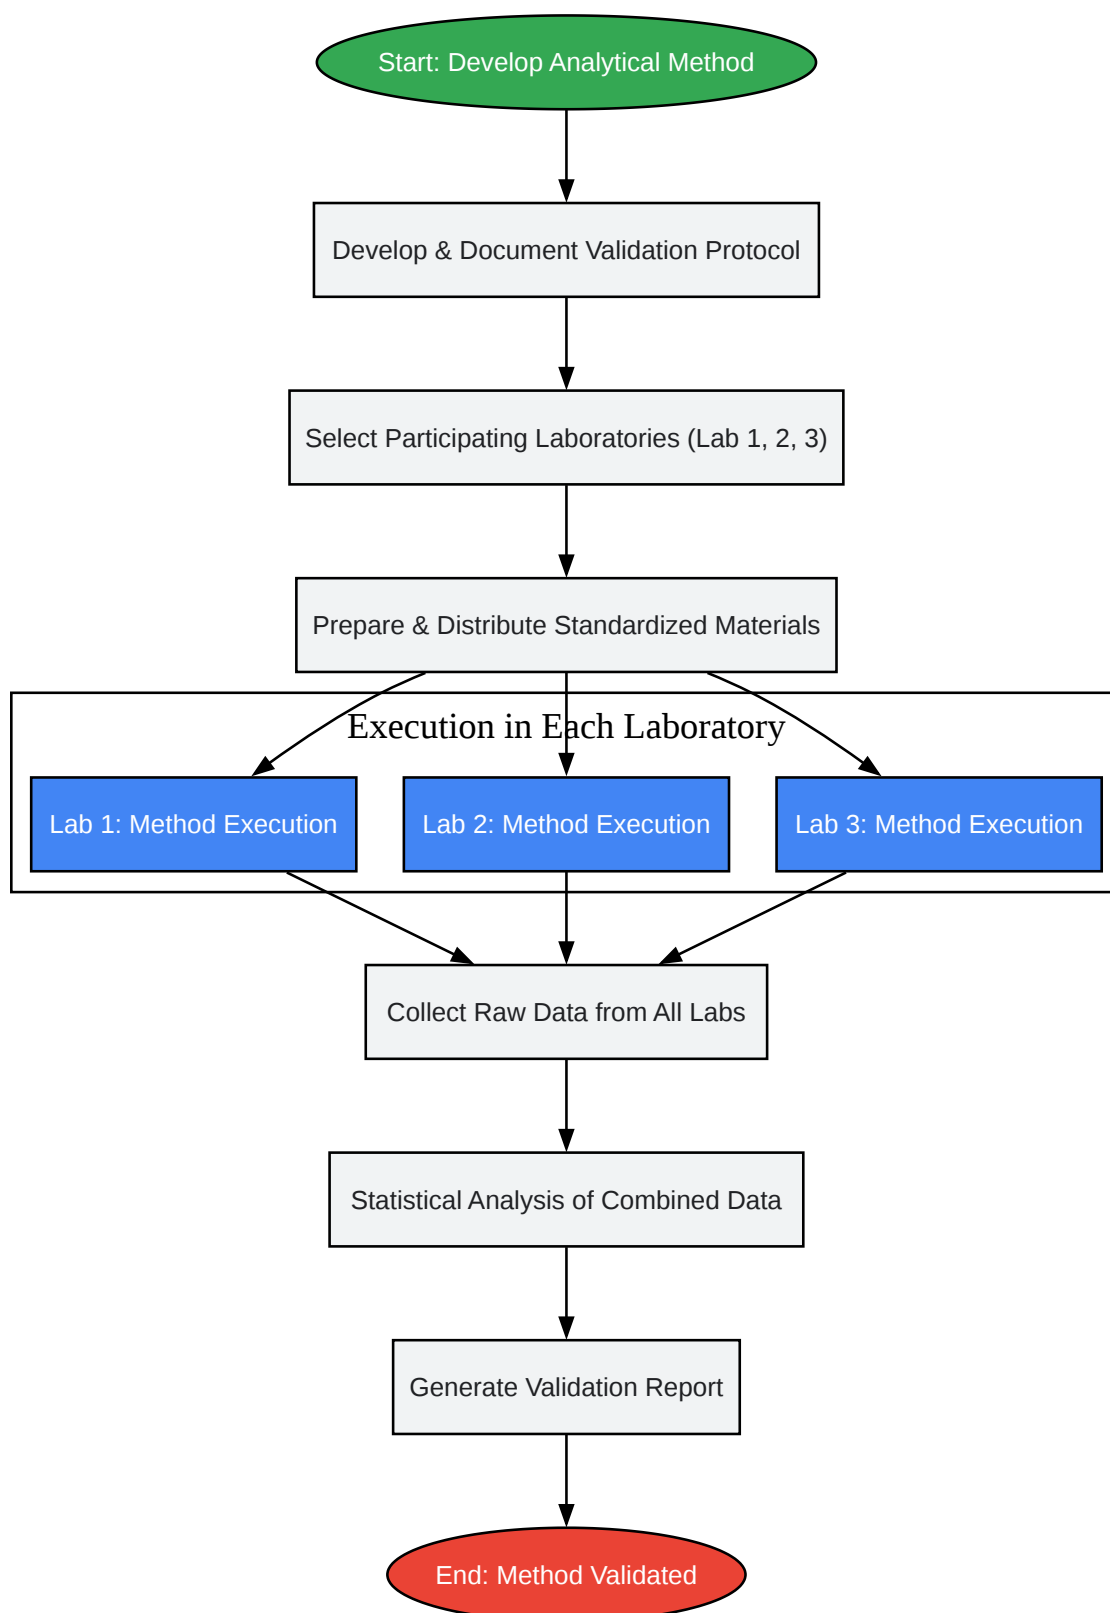 Start: Develop Analytical Method
Develop & Document Validation Protocol
Select Participating Laboratories (Lab 1, 2, 3)
Prepare & Distribute Standardized Materials
Execution in Each Laboratory
Lab 1: Method Execution
Lab 2: Method Execution
Lab 3: Method Execution
Collect Raw Data from All Labs
Statistical Analysis of Combined Data
Generate Validation Report
End: Method Validated